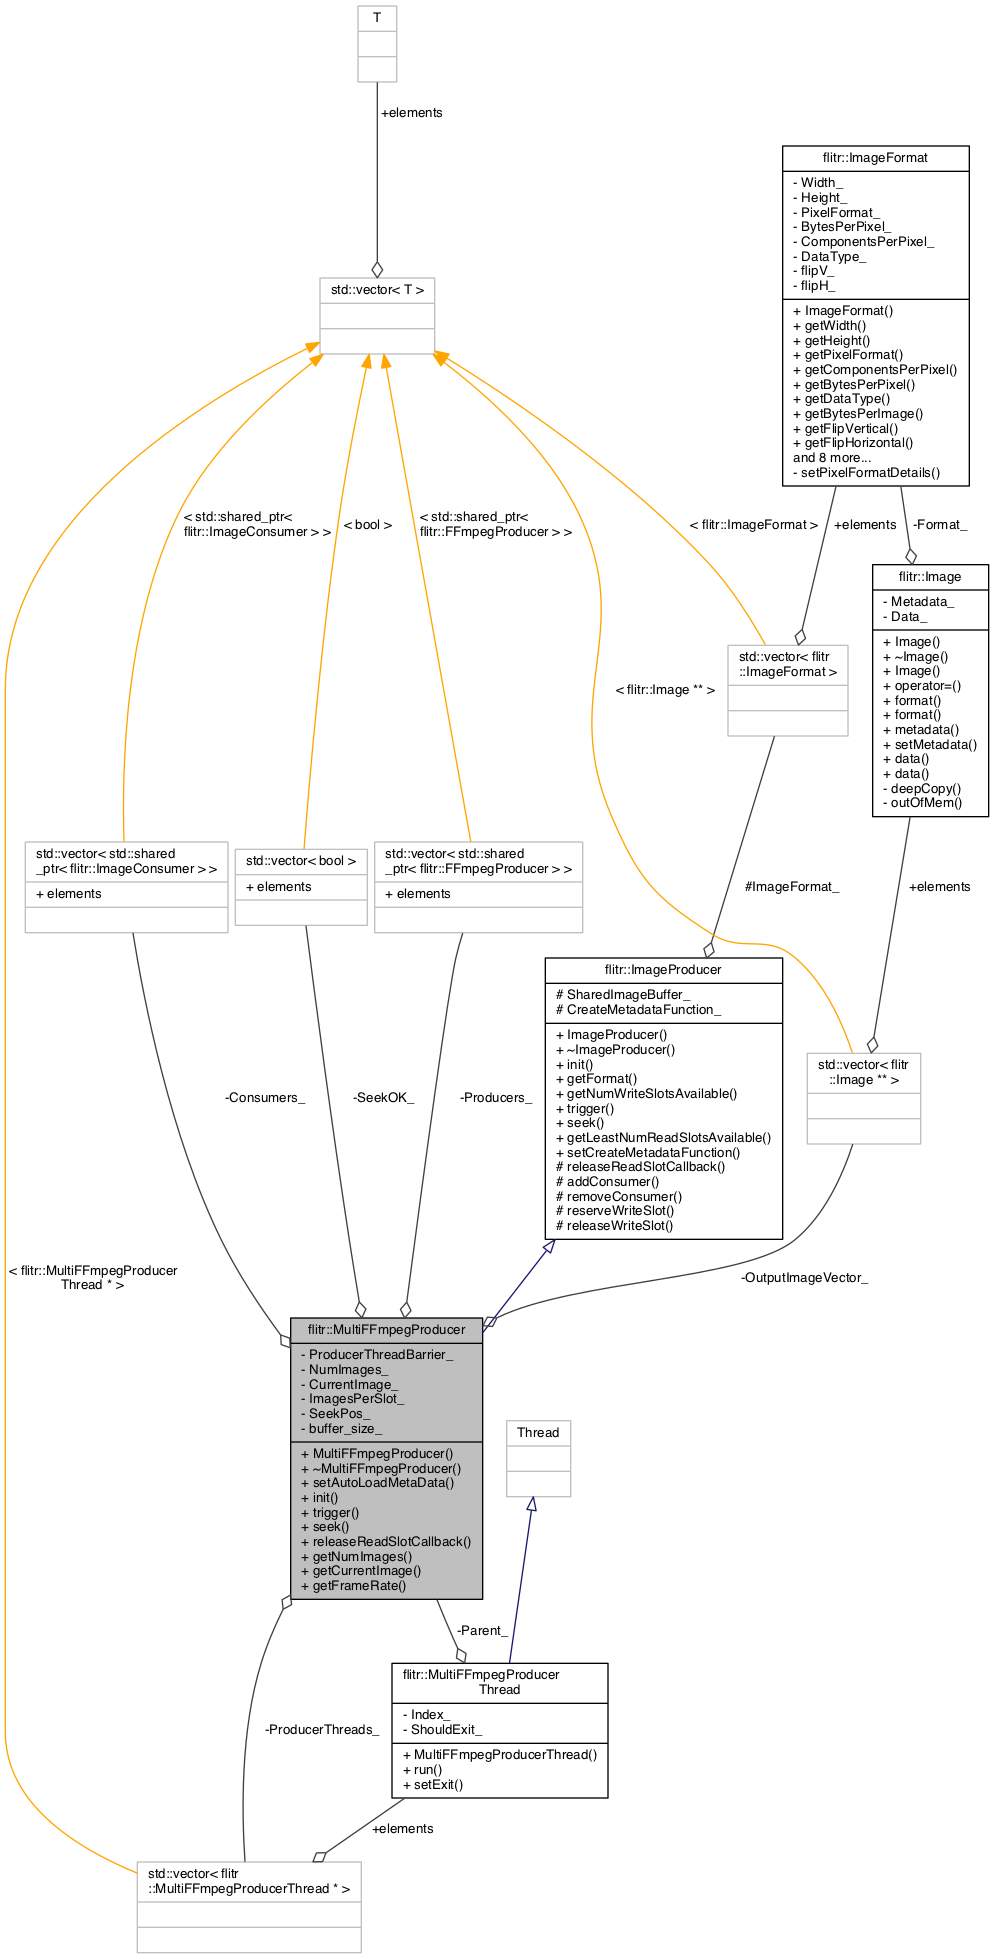 T
+elements
flitr::ImageFormat
- Width_
- Height_
- PixelFormat_
- BytesPerPixel_
- ComponentsPerPixel_
- DataType_
- flipV_
- flipH_
+ ImageFormat()
+ getWidth()
+ getHeight()
+ getPixelFormat()
+ getComponentsPerPixel()
+ getBytesPerPixel()
+ getDataType()
+ getBytesPerImage()
+ getFlipVertical()
+ getFlipHorizontal()
and 8 more...
- setPixelFormatDetails()
std::vector< T >
< std::shared_ptr<
flitr::ImageConsumer > >
< bool >
< std::shared_ptr<
flitr::FFmpegProducer > >
< flitr::ImageFormat >
+elements
-Format_
flitr::Image
- Metadata_
- Data_
+ Image()
+ ~Image()
+ Image()
+ operator=()
+ format()
+ format()
+ metadata()
+ setMetadata()
+ data()
+ data()
- deepCopy()
- outOfMem()
std::vector< flitr
::ImageFormat >
< flitr::Image ** >
std::vector< std::shared
_ptr< flitr::ImageConsumer > >
+ elements
std::vector< bool >
+ elements
std::vector< std::shared
_ptr< flitr::FFmpegProducer > >
+ elements
#ImageFormat_
+elements
flitr::ImageProducer
# SharedImageBuffer_
# CreateMetadataFunction_
+ ImageProducer()
+ ~ImageProducer()
+ init()
+ getFormat()
+ getNumWriteSlotsAvailable()
+ trigger()
+ seek()
+ getLeastNumReadSlotsAvailable()
+ setCreateMetadataFunction()
# releaseReadSlotCallback()
# addConsumer()
# removeConsumer()
# reserveWriteSlot()
# releaseWriteSlot()
std::vector< flitr
::Image ** >
-Consumers_
-SeekOK_
-Producers_
< flitr::MultiFFmpegProducer
Thread * >
-OutputImageVector_
flitr::MultiFFmpegProducer
- ProducerThreadBarrier_
- NumImages_
- CurrentImage_
- ImagesPerSlot_
- SeekPos_
- buffer_size_
+ MultiFFmpegProducer()
+ ~MultiFFmpegProducer()
+ setAutoLoadMetaData()
+ init()
+ trigger()
+ seek()
+ releaseReadSlotCallback()
+ getNumImages()
+ getCurrentImage()
+ getFrameRate()
Thread
-Parent_
flitr::MultiFFmpegProducer
Thread
- Index_
- ShouldExit_
+ MultiFFmpegProducerThread()
+ run()
+ setExit()
-ProducerThreads_
+elements
std::vector< flitr
::MultiFFmpegProducerThread * >